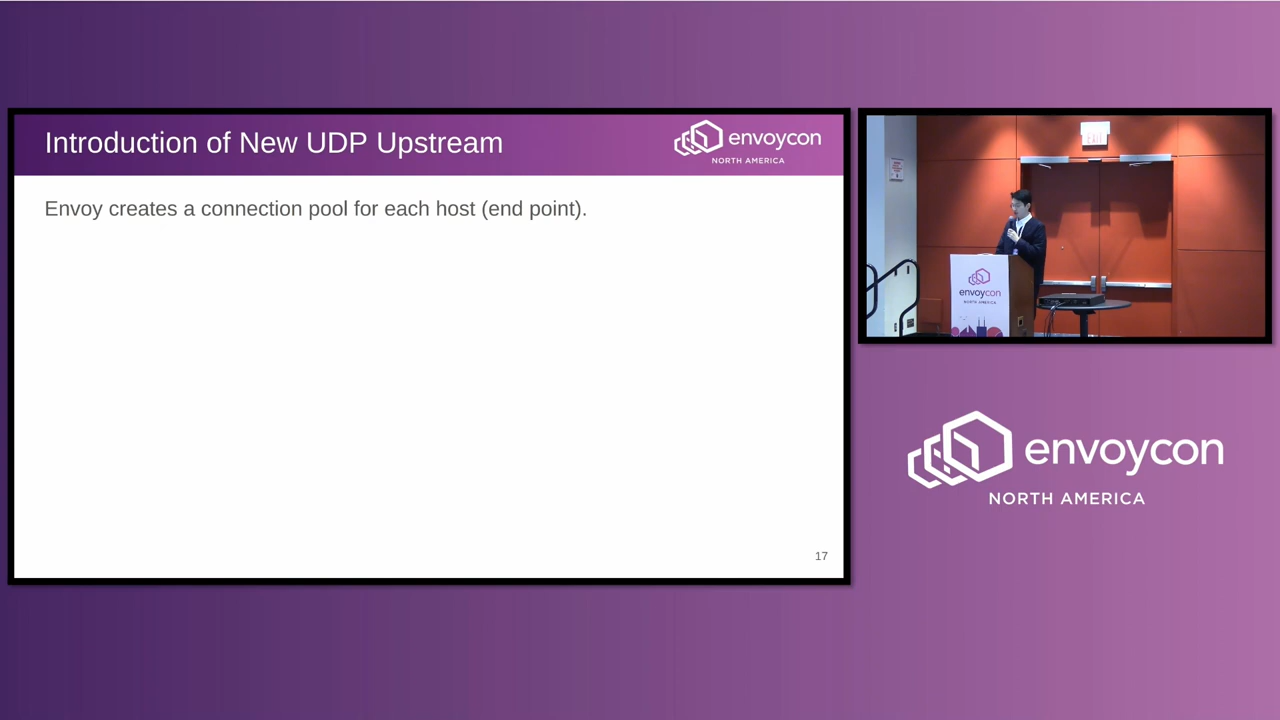 Introduction of New UDP Upstream
envoycon
NORTH AMERICA
Envoy creates a connection pool for each host (end point).
17
EXIT
envoycon
NORTH AMERICA
envoycon
NORTH AMERICA